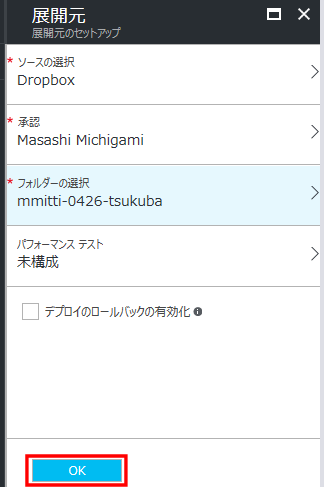 展開元
展開元のセットアップ
* ソースの選択
Dropbox
* 承認
Masashi Michigami
* フォルダーの選択
mmitti-0426-tsukuba
パフォーマンス テスト
未構成
デプロイのロールバックの有効化
OK